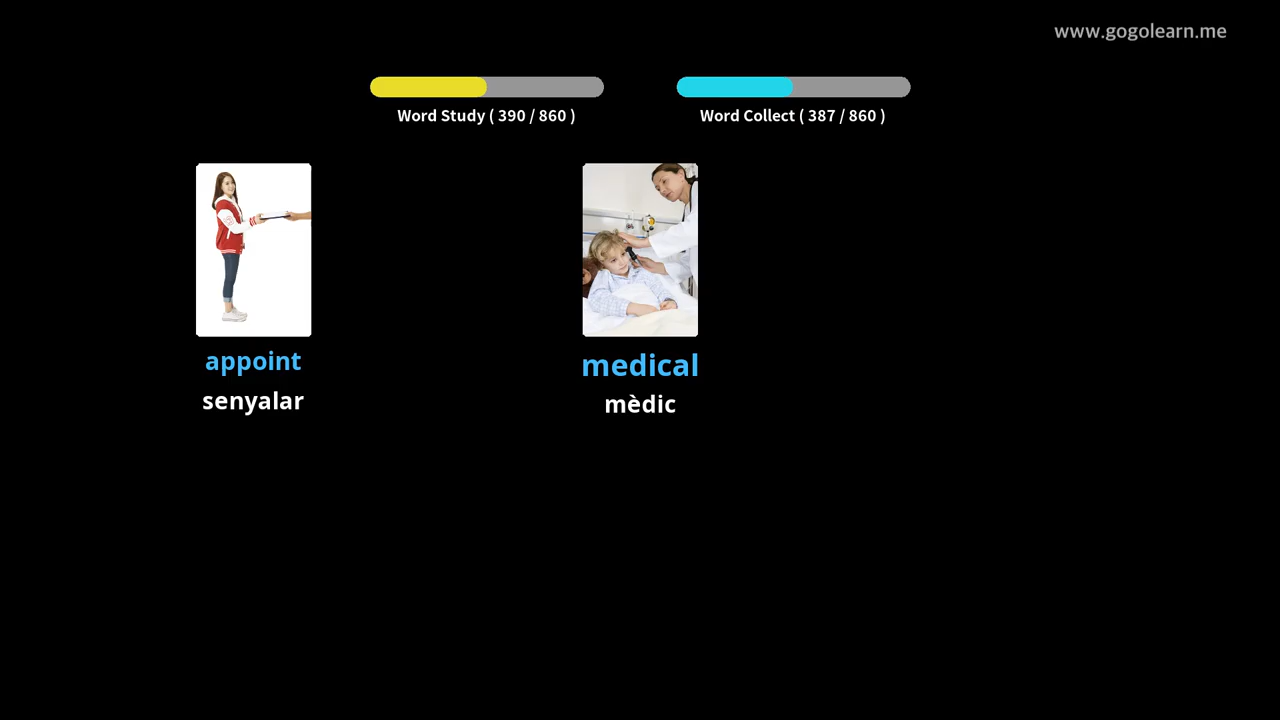 www.gogolearn.me
Word Study ( 390 / 860 )
Word Collect ( 387 / 860 )
appoint
senyalar
medical
mèdic